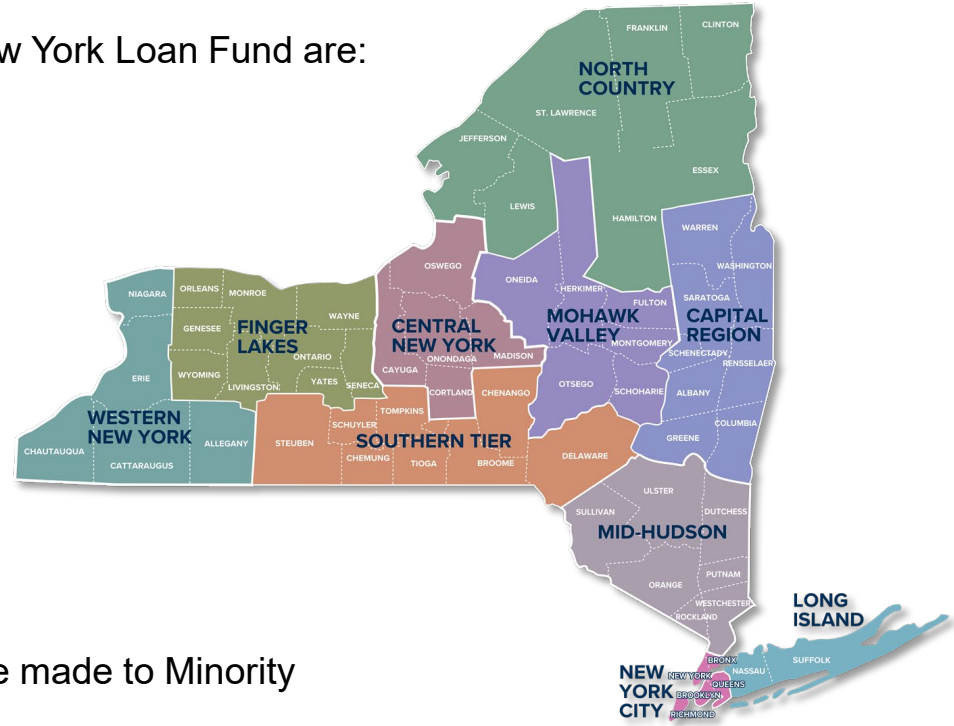 w York Loan Fund are:
FRANKLIN
CLINTON
NORTH
COUNTRY
ST. LAWRENCE
JEFFERSON
ESSEX
LEWIS
HAMILTON
WARREN
WASHINGTON
OSWEGO
ONEIDA
HERKIMER
FULTON
SARATOGA
NIAGARA
ORLEANS
MONROE
WAYNE
GENESEE
FINGER
LAKES
ONTARIO
CENTRAL
NEW YORK
ONONDAGA
MADISON
CAYUGA
CORTLAND
MOHAWK
VALLEY
MONTGOMERY
CAPITAL
REGION
SCHENECTADY
RENSSELAER
WYOMING
LIVINGSTON
YATES
SENECA
ERIE
CHENANGO
OTSEGO
SCHOHARIE
ALBANY
WESTERN
NEW YORK
CHAUTAUQUA
CATTARAUGUS
ALLEGANY
TOMPKINS
SCHUYLER
STEUBEN
SOUTHERN TIER
CHEMUNG
TIOGA
BROOME
DELAWARE
GREENE
COLUMBIA
ULSTER
SULLIVAN
DUTCHESS
MID-HUDSON
ORANGE
PUTNAM
WESTCHESTER
ROCKLAND
LONG
ISLAND
e made to Minority
NEW
YORK
CITY
BRONX
NEW YORK
QUEENS
BROOKLYN
RICHMOND
NASSAU
SUFFOLK